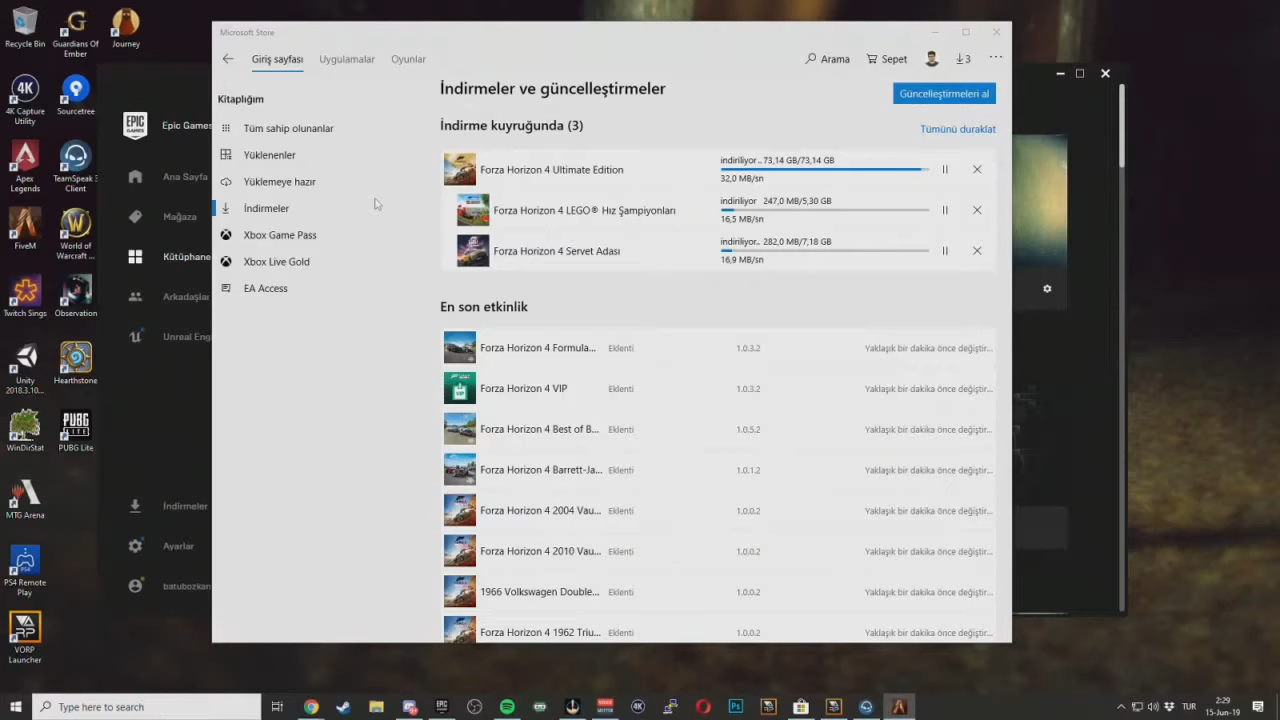 Recycle Bin
Guardians Of Ember
Journey
4K Capture Utility
Sourcetree
Apex Legends
TeamSpeak 3 Client
FiveM
World of Warcraft ...
Twitch Sings
Observation
Unity 2018.3.10...
Hearthstone
WinDirStat
PUBG Lite
PUBG
LITE
MTG Arena
PS4 Remote Play
VORP Launcher
EPIC
GAMES
Epic Games
Ana Sayfa
Mağaza
Kütüphane
Arkadaşlar
Unreal Eng
İndirmeler
Ayarlar
batubozkan
Microsoft Store
Giriş sayfası
Uygulamalar
Oyunlar
Arama
Sepet
3
Kitaplığım
Tüm sahip olunanlar
Yüklenenler
Yüklemeye hazır
İndirmeler
Xbox Game Pass
Xbox Live Gold
EA Access
İndirmeler ve güncelleştirmeler
Güncelleştirmeleri al
İndirme kuyruğunda (3)
Tümünü duraklat
Forza Horizon 4 Ultimate Edition
indiriliyor... 73,14 GB/73,14 GB
32,0 MB/sn
Forza Horizon 4 LEGO® Hız Şampiyonları
indiriliyor 247,0 MB/5,30 GB
16,5 MB/sn
Forza Horizon 4 Servet Adası
indiriliyor.. 282,0 MB/7,18 GB
16,9 MB/sn
En son etkinlik
Forza Horizon 4 Formula... Eklenti 1.0.3.2 Yaklaşık bir dakika önce değiştir...
Forza Horizon 4 VIP Eklenti 1.0.3.2 Yaklaşık bir dakika önce değiştir...
Forza Horizon 4 Best of B... Eklenti 1.0.5.2 Yaklaşık bir dakika önce değiştir...
Forza Horizon 4 Barrett-Ja... Eklenti 1.0.1.2 Yaklaşık bir dakika önce değiştir...
Forza Horizon 4 2004 Vau... Eklenti 1.0.0.2 Yaklaşık bir dakika önce değiştir...
Forza Horizon 4 2010 Vau... Eklenti 1.0.0.2 Yaklaşık bir dakika önce değiştir...
1966 Volkswagen Double... Eklenti 1.0.0.2 Yaklaşık bir dakika önce değiştir...
Forza Horizon 4 1962 Triu... Eklenti 1.0.0.2 Yaklaşık bir dakika önce değiştir...
Type here to search
TUR
2:29
15-Jun-19